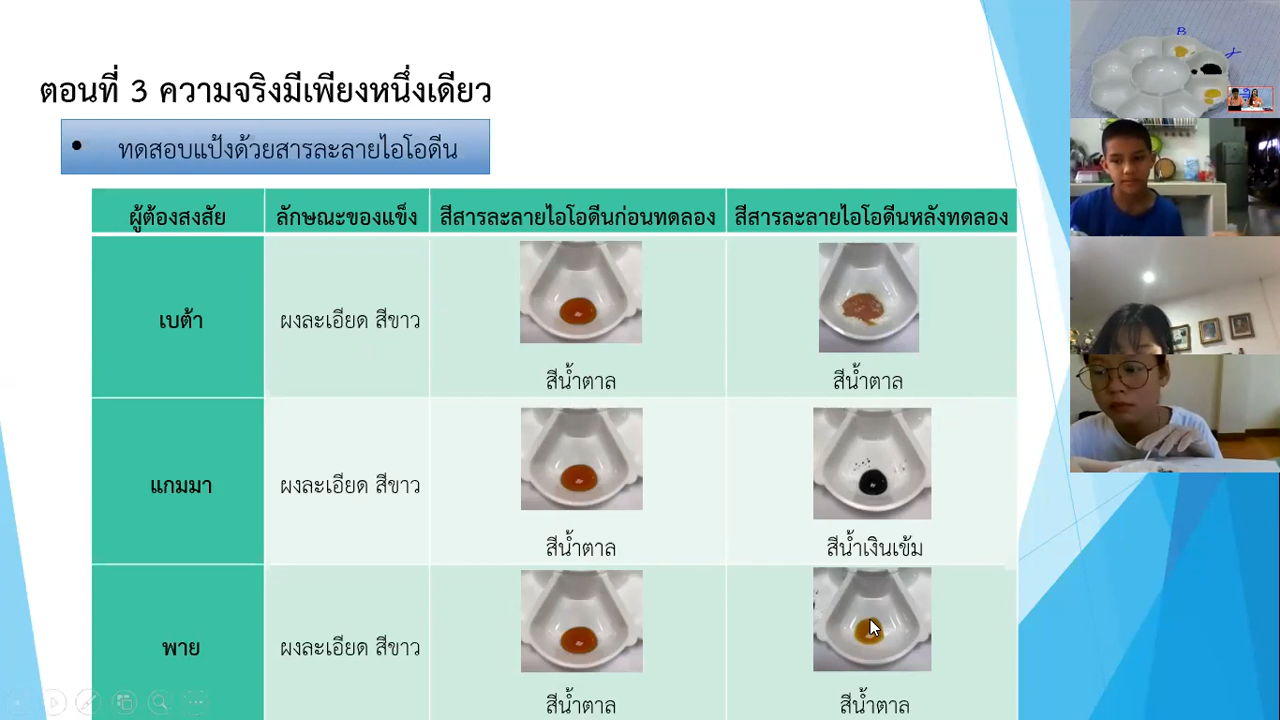 ตอนที่ 3 ความจริงมีเพียงหนึ่งเดียว
• ทดสอบแป้งด้วยสารละลายไอโอดีน
ผู้ต้องสงสัย ลักษณะของแข็ง สีสารละลายไอโอดีนก่อนทดลอง สีสารละลายไอโอดีนหลังทดลอง
เบต้า ผงละเอียด สีขาว
สีน้ำตาล สีน้ำตาล
แกมมา ผงละเอียด สีขาว
สีน้ำตาล สีน้ำเงินเข้ม
พาย ผงละเอียด สีขาว
สีน้ำตาล สีน้ำตาล
B